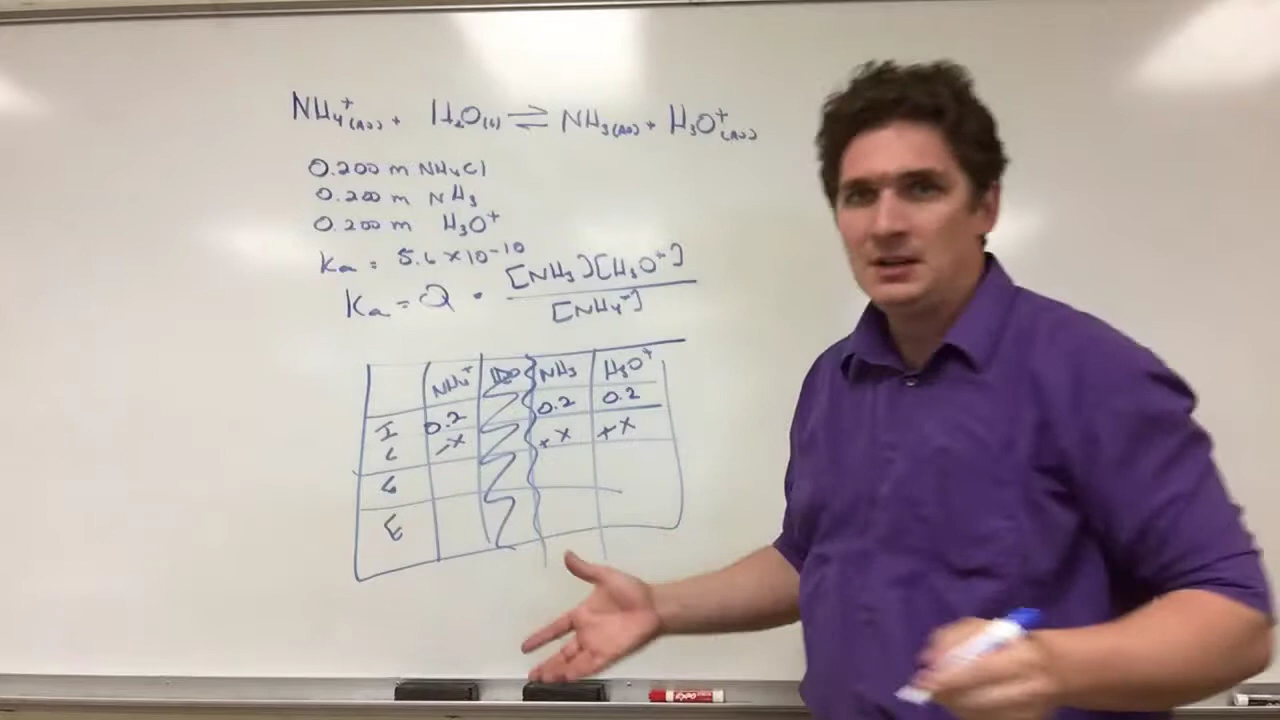 NH₄⁺(aq) + H₂O(l) ⇌ NH₃(aq) + H₃O⁺(aq)
0.200 m NH₄Cl
0.200 m NH₃
0.200 m H₃O⁺
Ka = 5.6 × 10⁻¹⁰
Ka = Q = [NH₃][H₃O⁺] / [NH₄⁺]
NH₄⁺ NH₃ H₃O⁺
I 0.2 0.2 0.2
C -x +x +x
E
EXPO